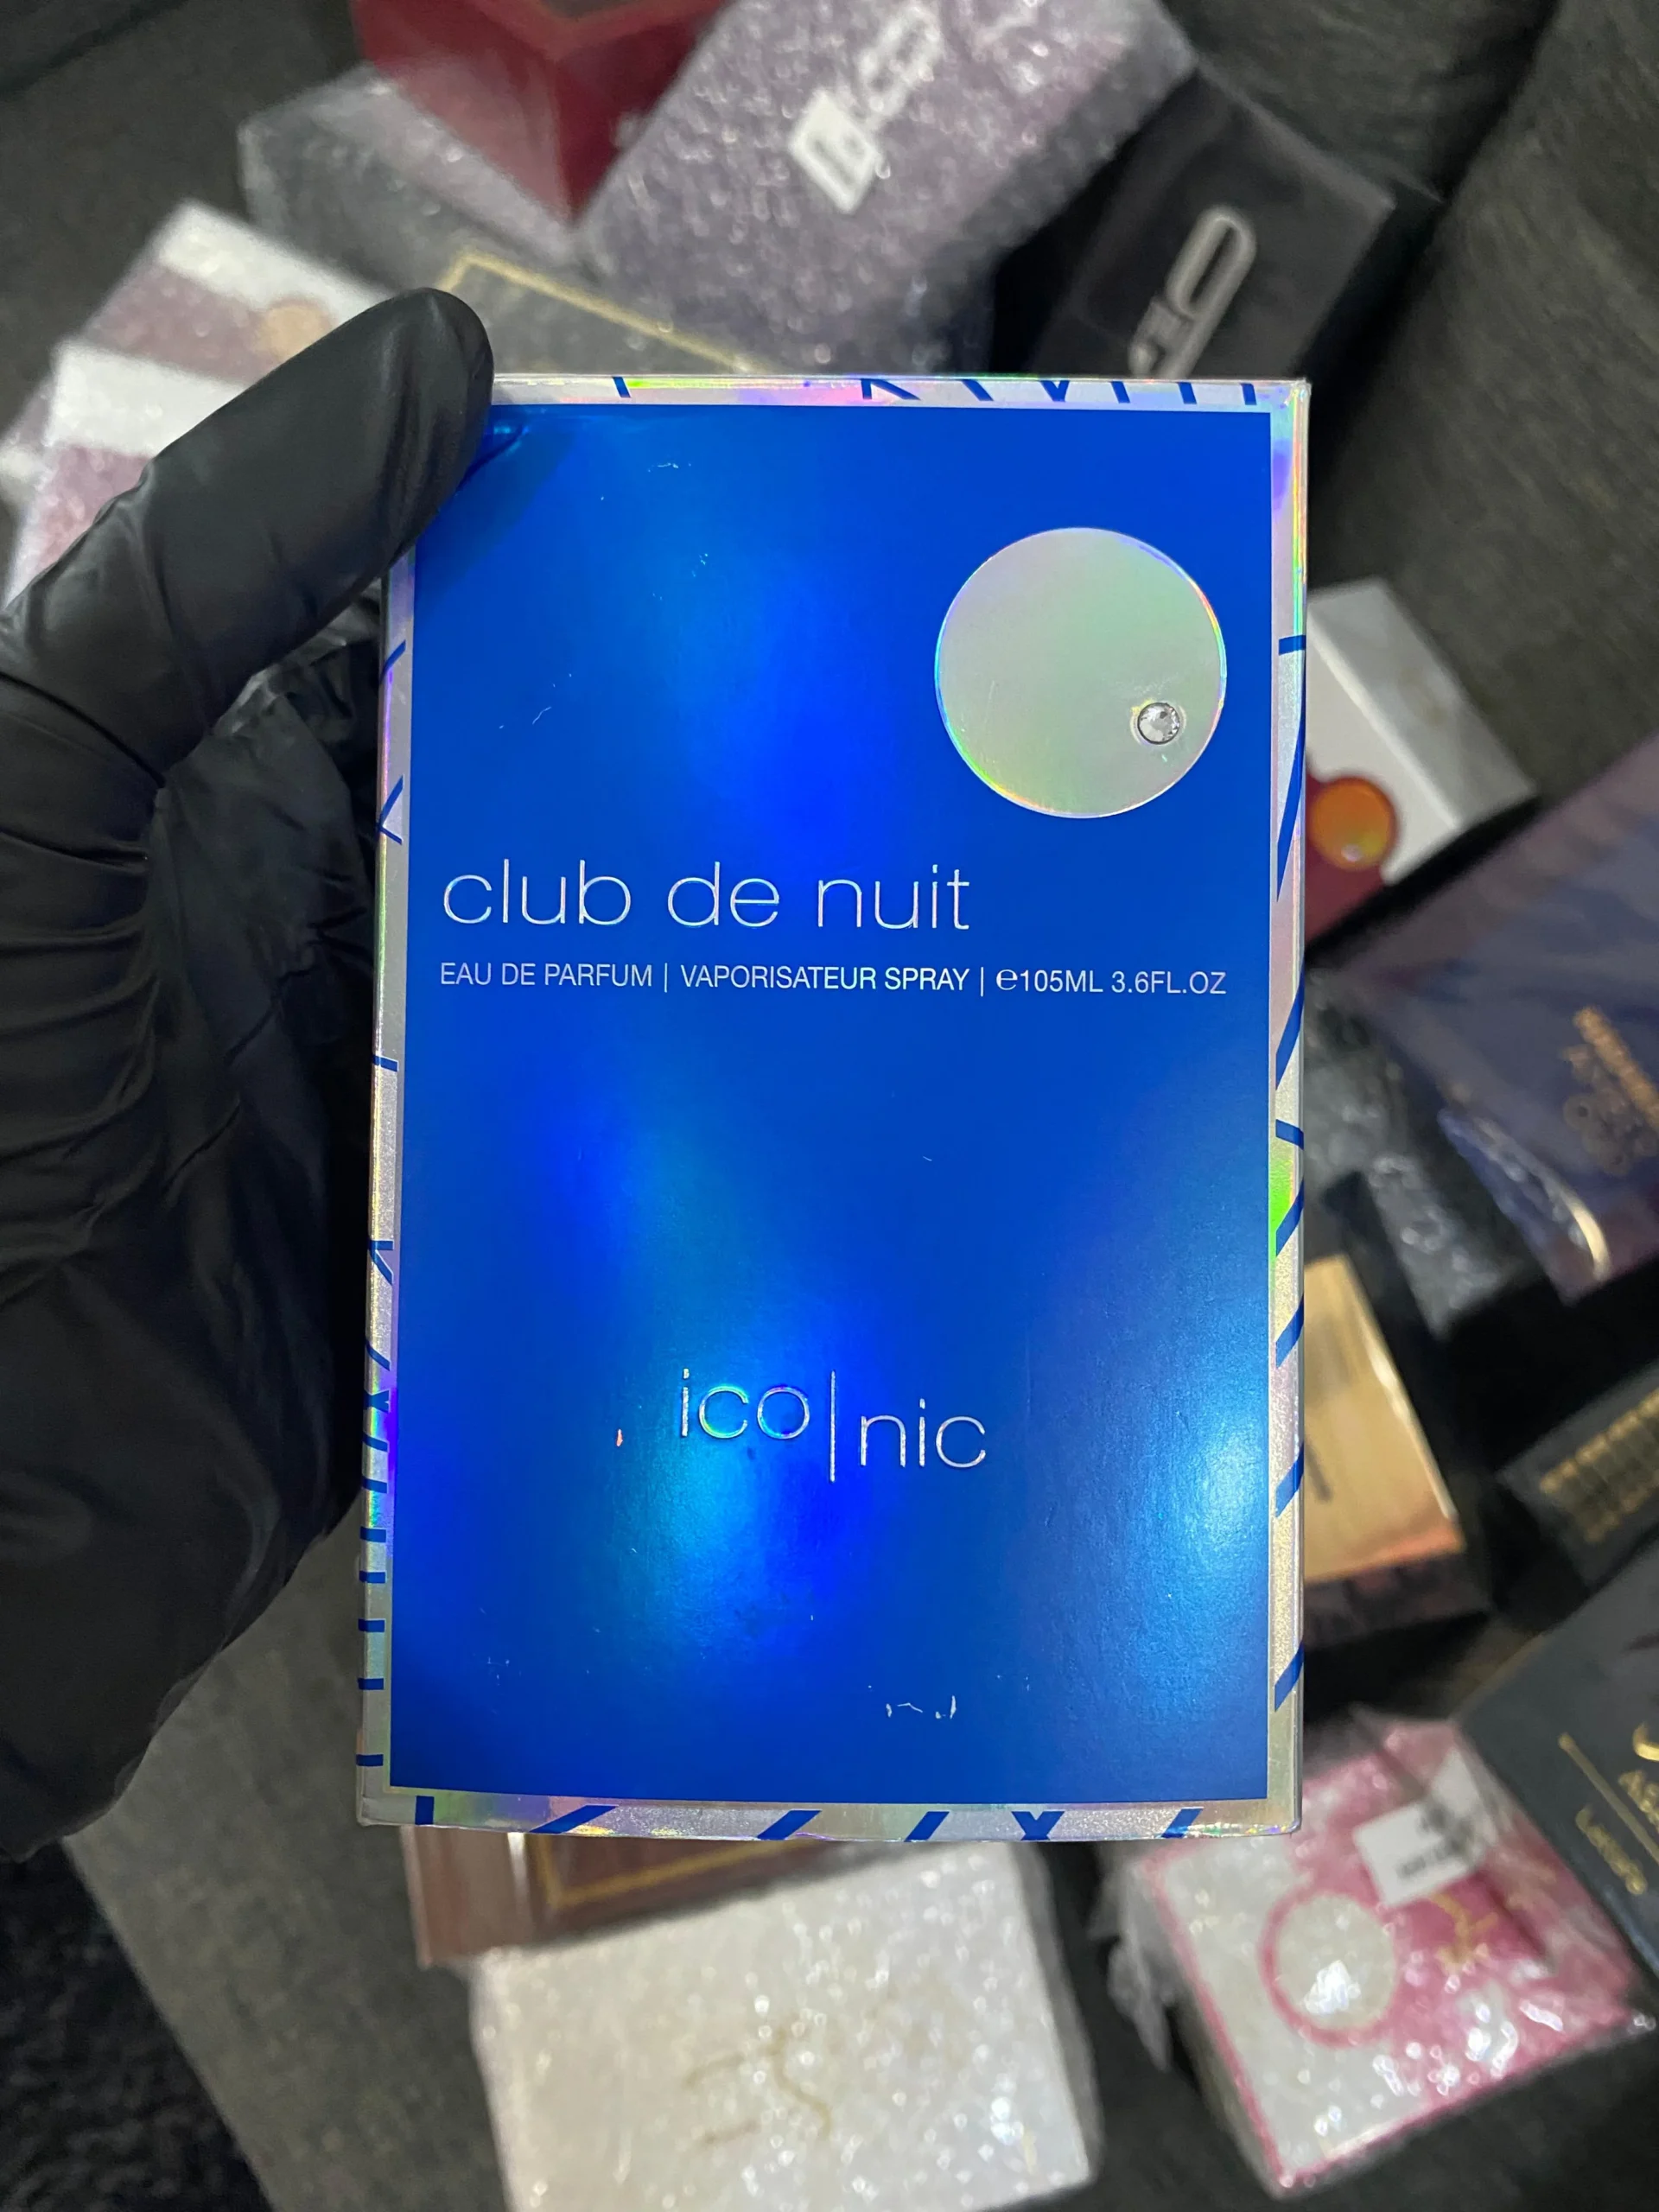 club de nuit
EAU DE PARFUM | VAPORISATEUR SPRAY | ℮105ML 3.6FL.OZ
ico|nic